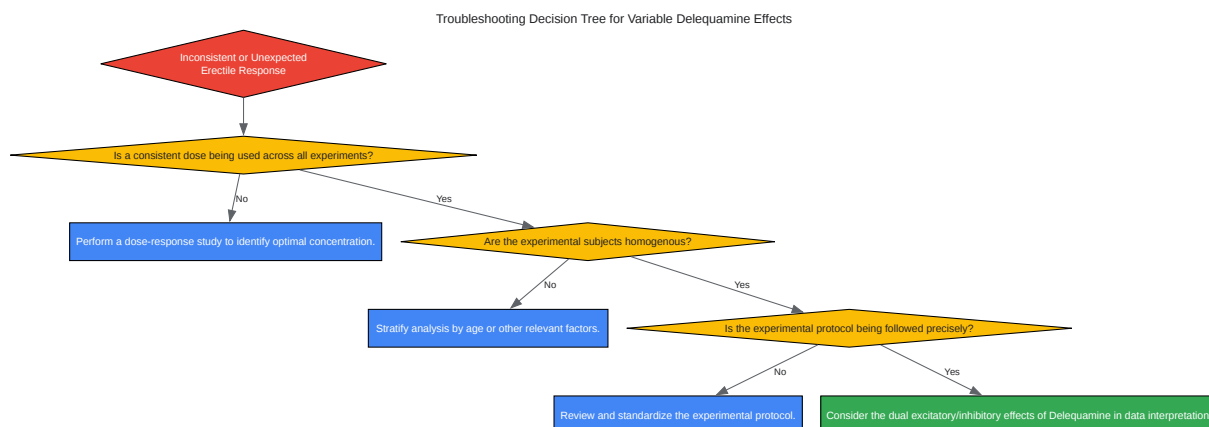 Troubleshooting Decision Tree for Variable Delequamine Effects
Inconsistent or Unexpected
Erectile Response
Is a consistent dose being used across all experiments?
No
Yes
Perform a dose-response study to identify optimal concentration.
Are the experimental subjects homogenous?
No
Yes
Stratify analysis by age or other relevant factors.
Is the experimental protocol being followed precisely?
No
Yes
Review and standardize the experimental protocol.
Consider the dual excitatory/inhibitory effects of Delequamine in data interpretation